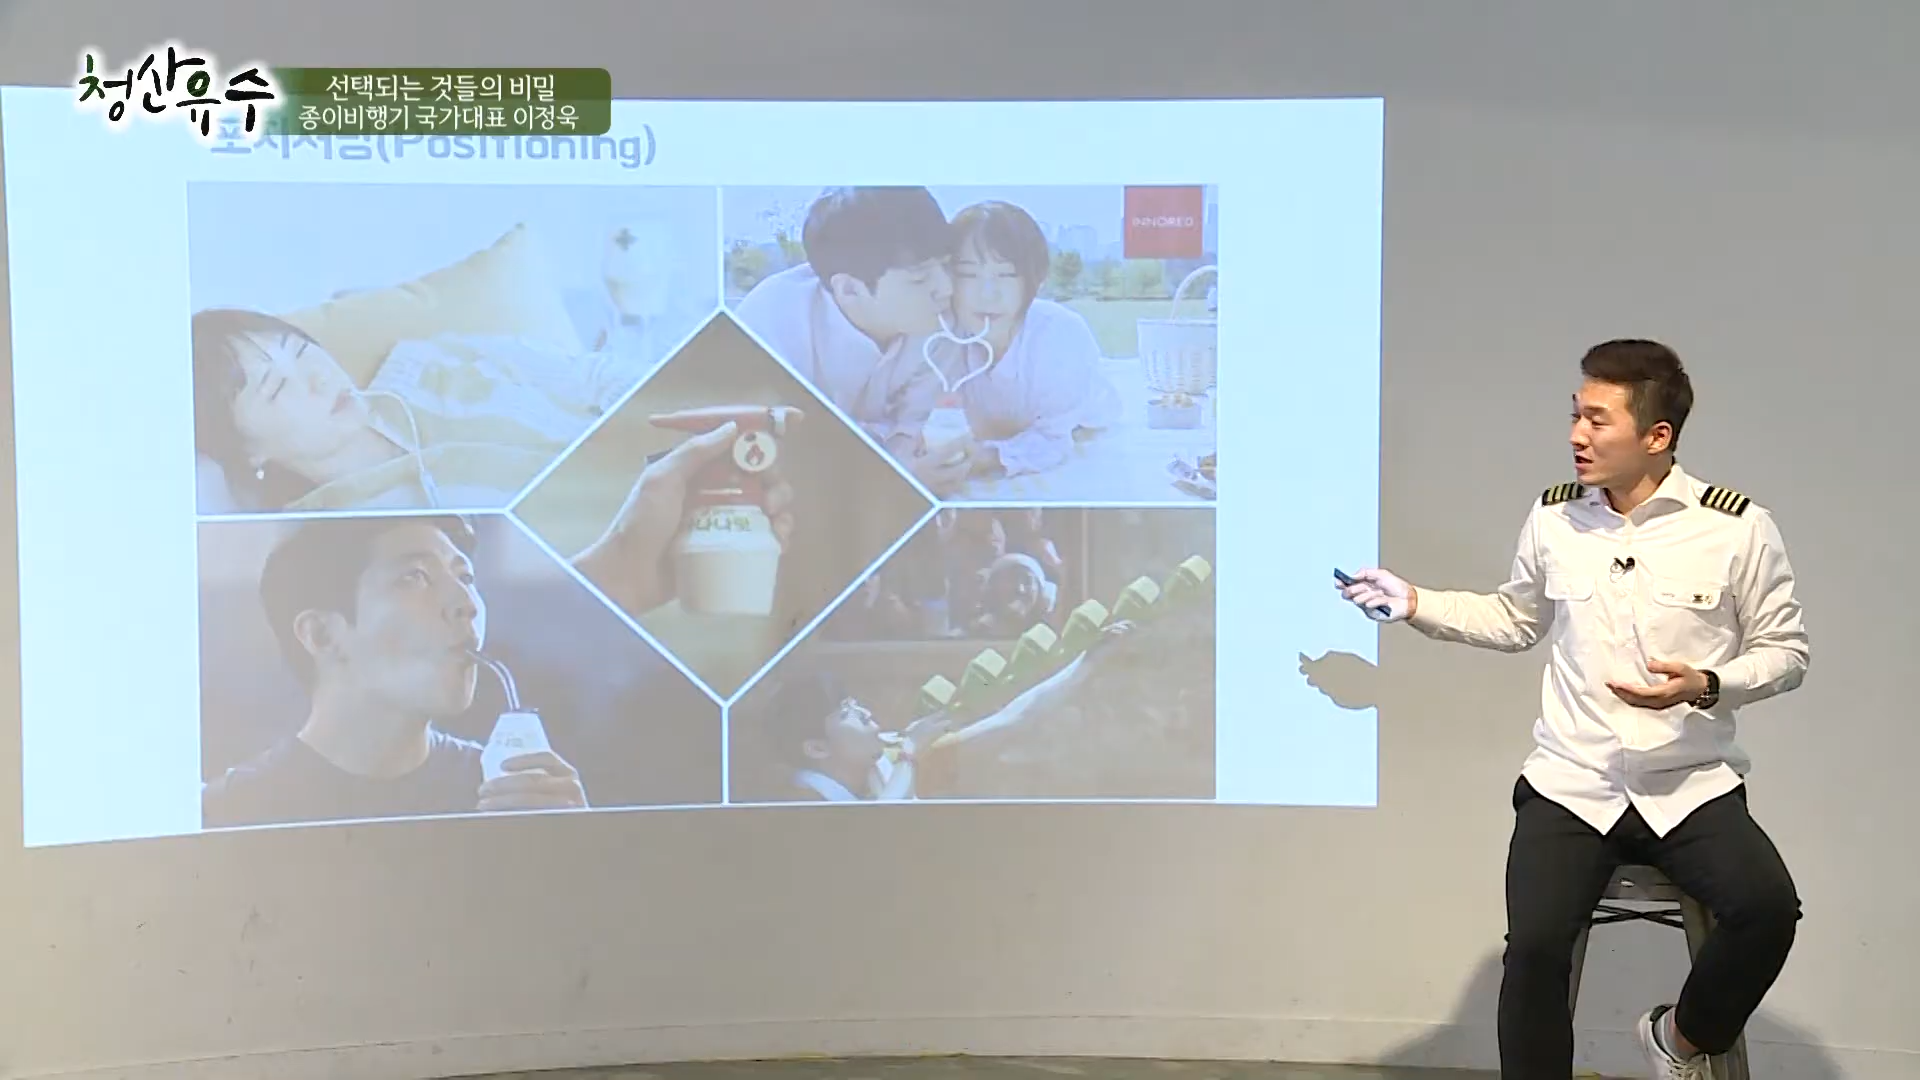 청산유수
선택되는 것들의 비밀
종이비행기 국가대표 이정욱
포지셔닝(Positioning)
INNORED
나나맛